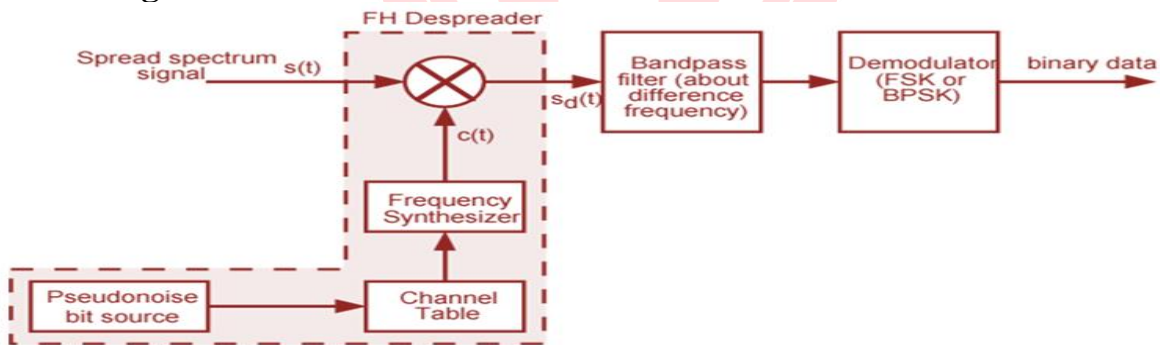 FH Despreader
Spread spectrum
signal
s(t)
s_d(t)
c(t)
Bandpass
filter (about
difference
frequency)
Demodulator
(FSK or
BPSK)
binary data
Frequency
Synthesizer
Pseudonoise
bit source
Channel
Table